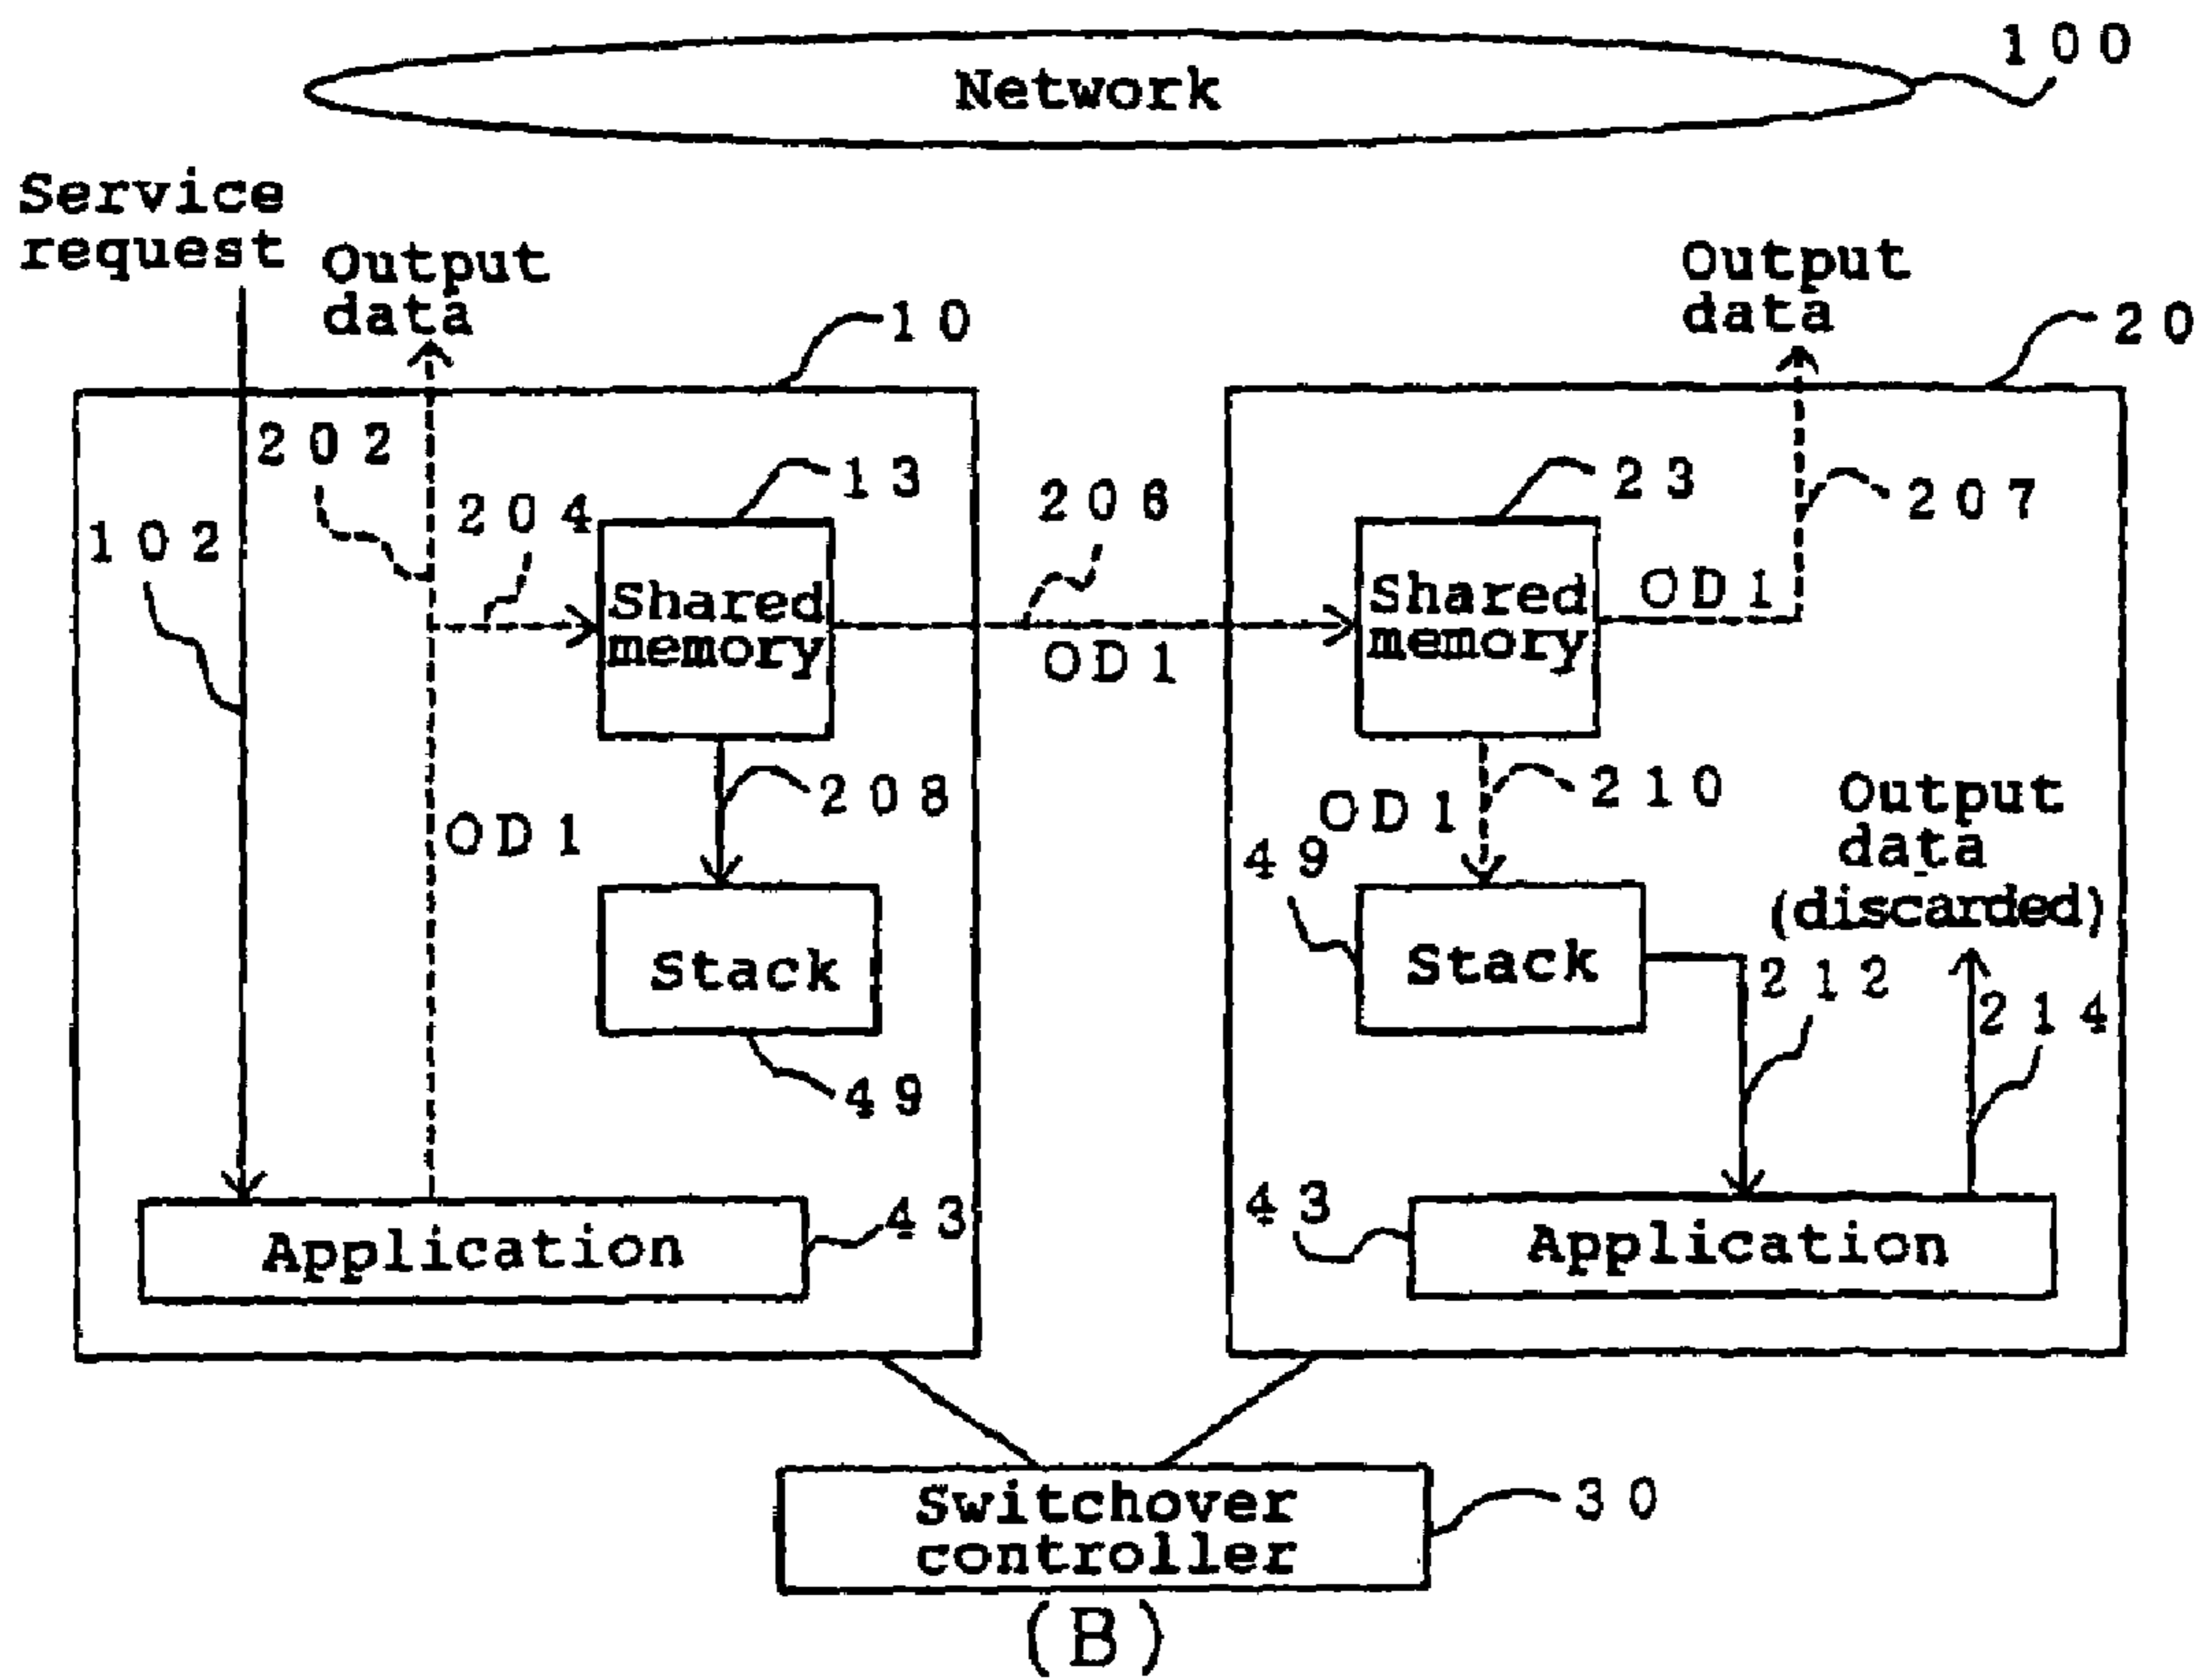 Network
100
Service
request
Output
data
10
Output
data
20
202
102
204
13
Shared
memory
206
OD1
23
Shared
memory
OD1
207
208
OD1
Stack
49
OD1
210
49
Stack
Output
data
(discarded)
212
214
Application
43
43
Application
Switchover
controller
30
(B)